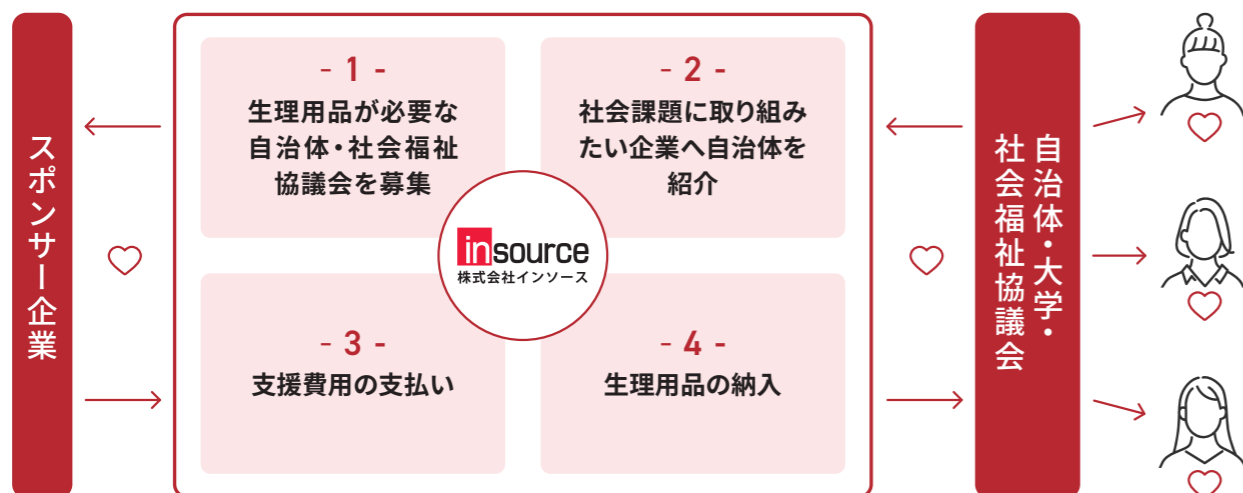 スポンサー企業
- 1 -
生理用品が必要な
自治体・社会福祉
協議会を募集
- 2 -
社会課題に取り組み
たい企業へ自治体を
紹介
insource
株式会社インソース
- 3 -
支援費用の支払い
- 4 -
生理用品の納入
自治体・大学・
社会福祉協議会